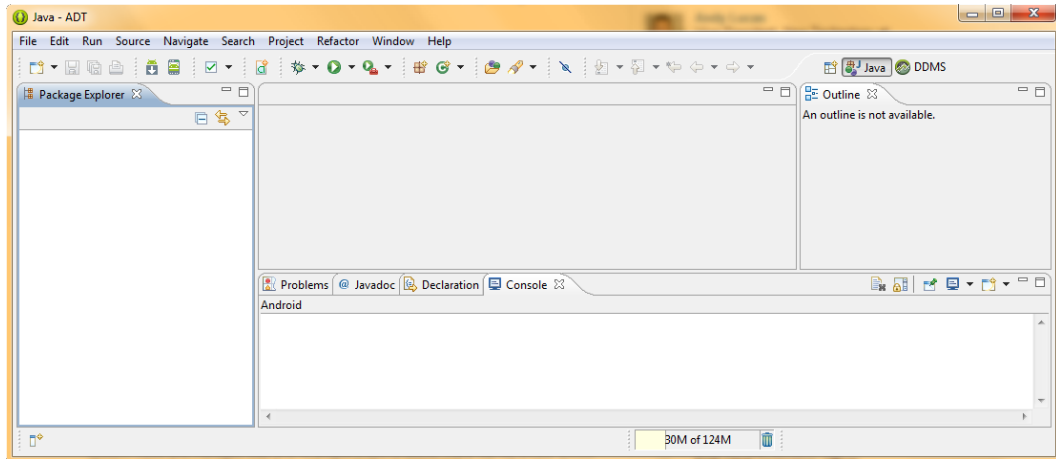 Java - ADT
File Edit Run Source Navigate Search Project Refactor Window Help
Java DDMS
Package Explorer
Outline
An outline is not available.
Problems @ Javadoc Declaration Console
Android
30M of 124M